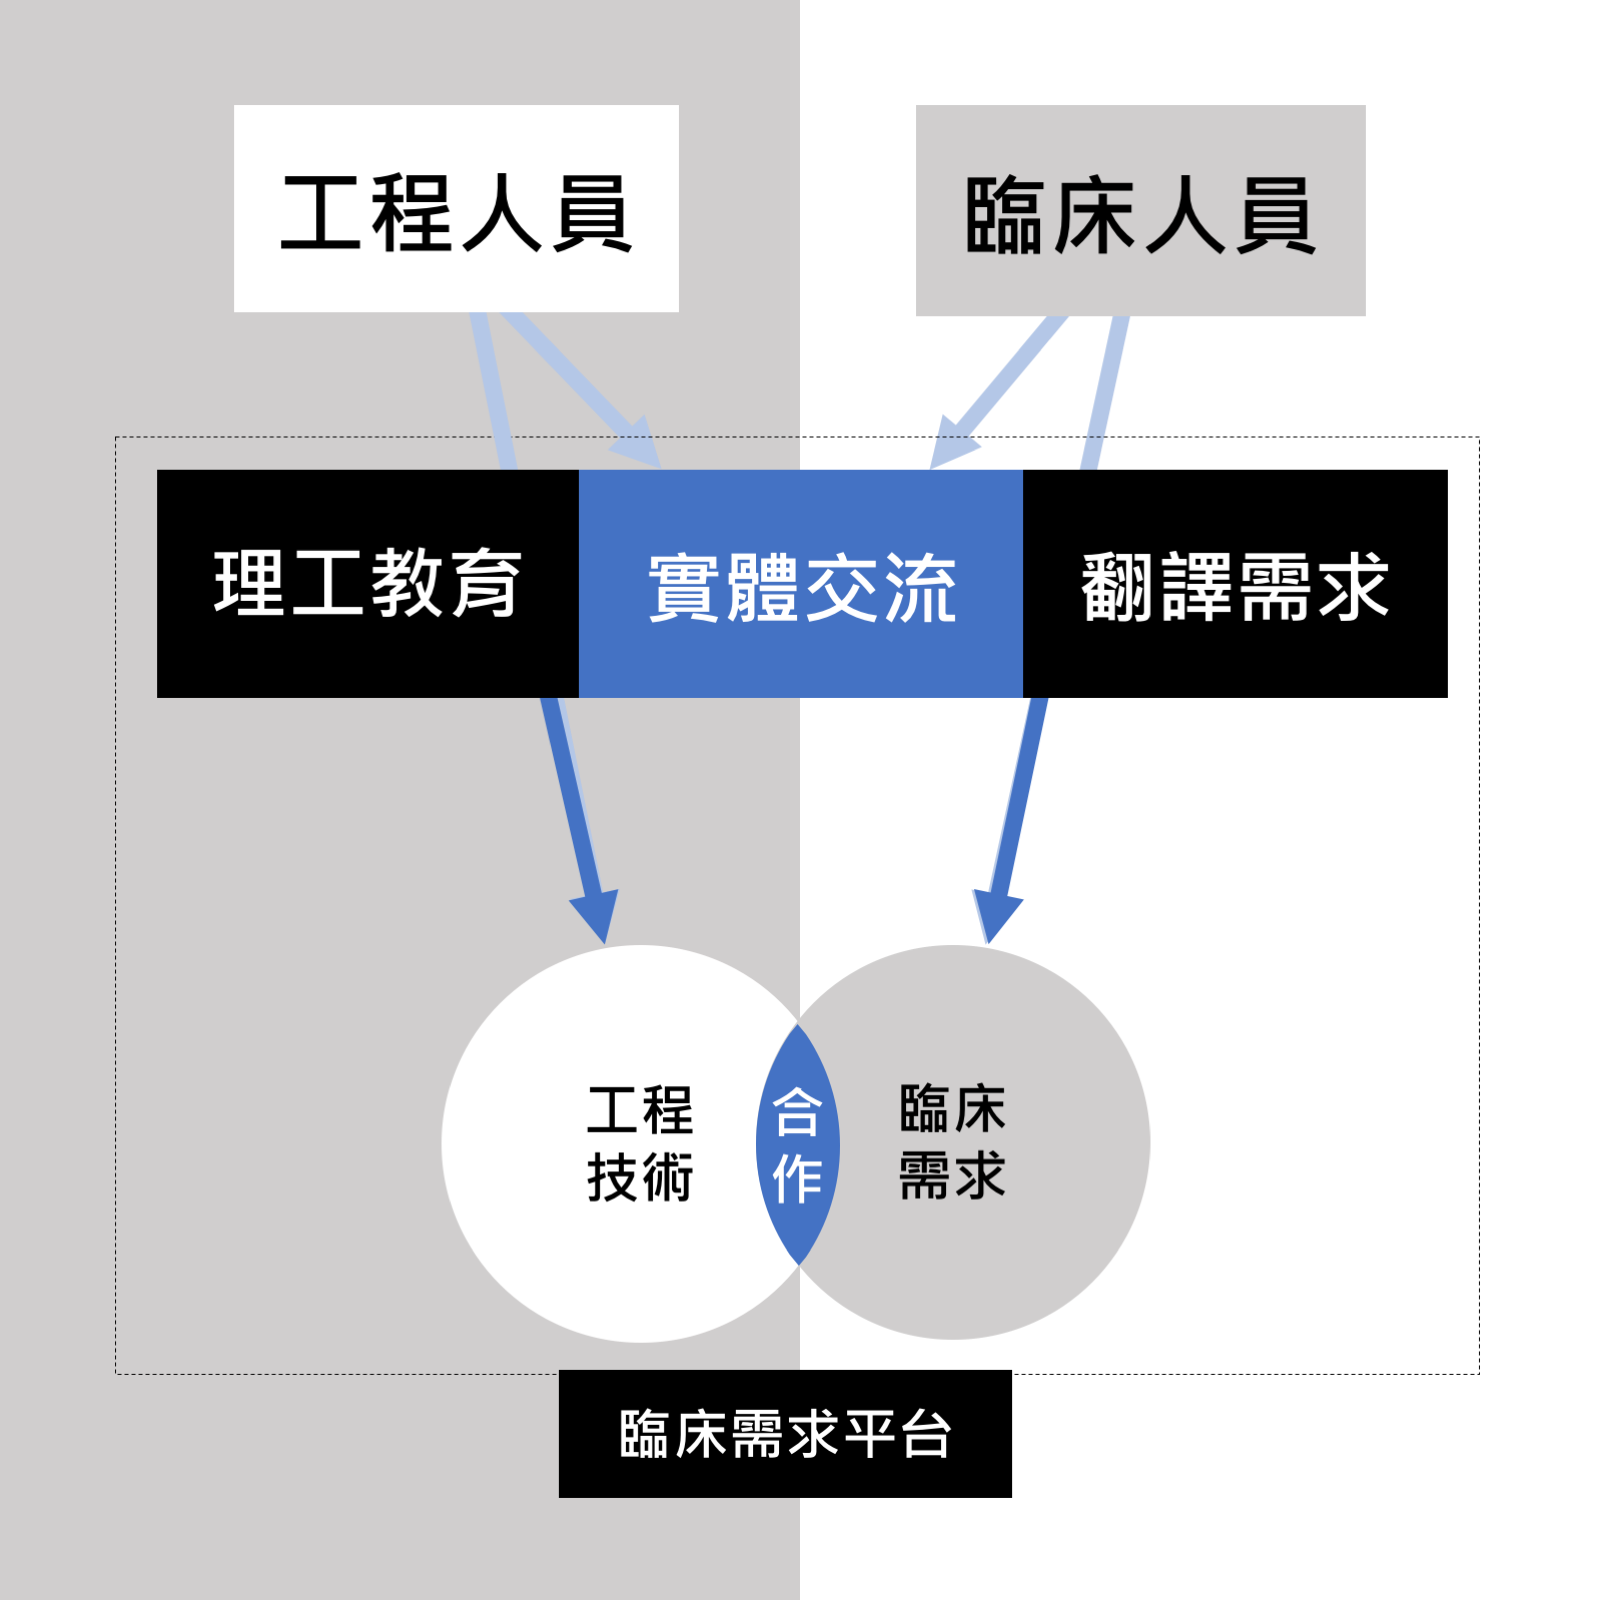 工程人員
臨床人員
理工教育
實體交流
翻譯需求
工程
技術
合
作
臨床
需求
臨床需求平台